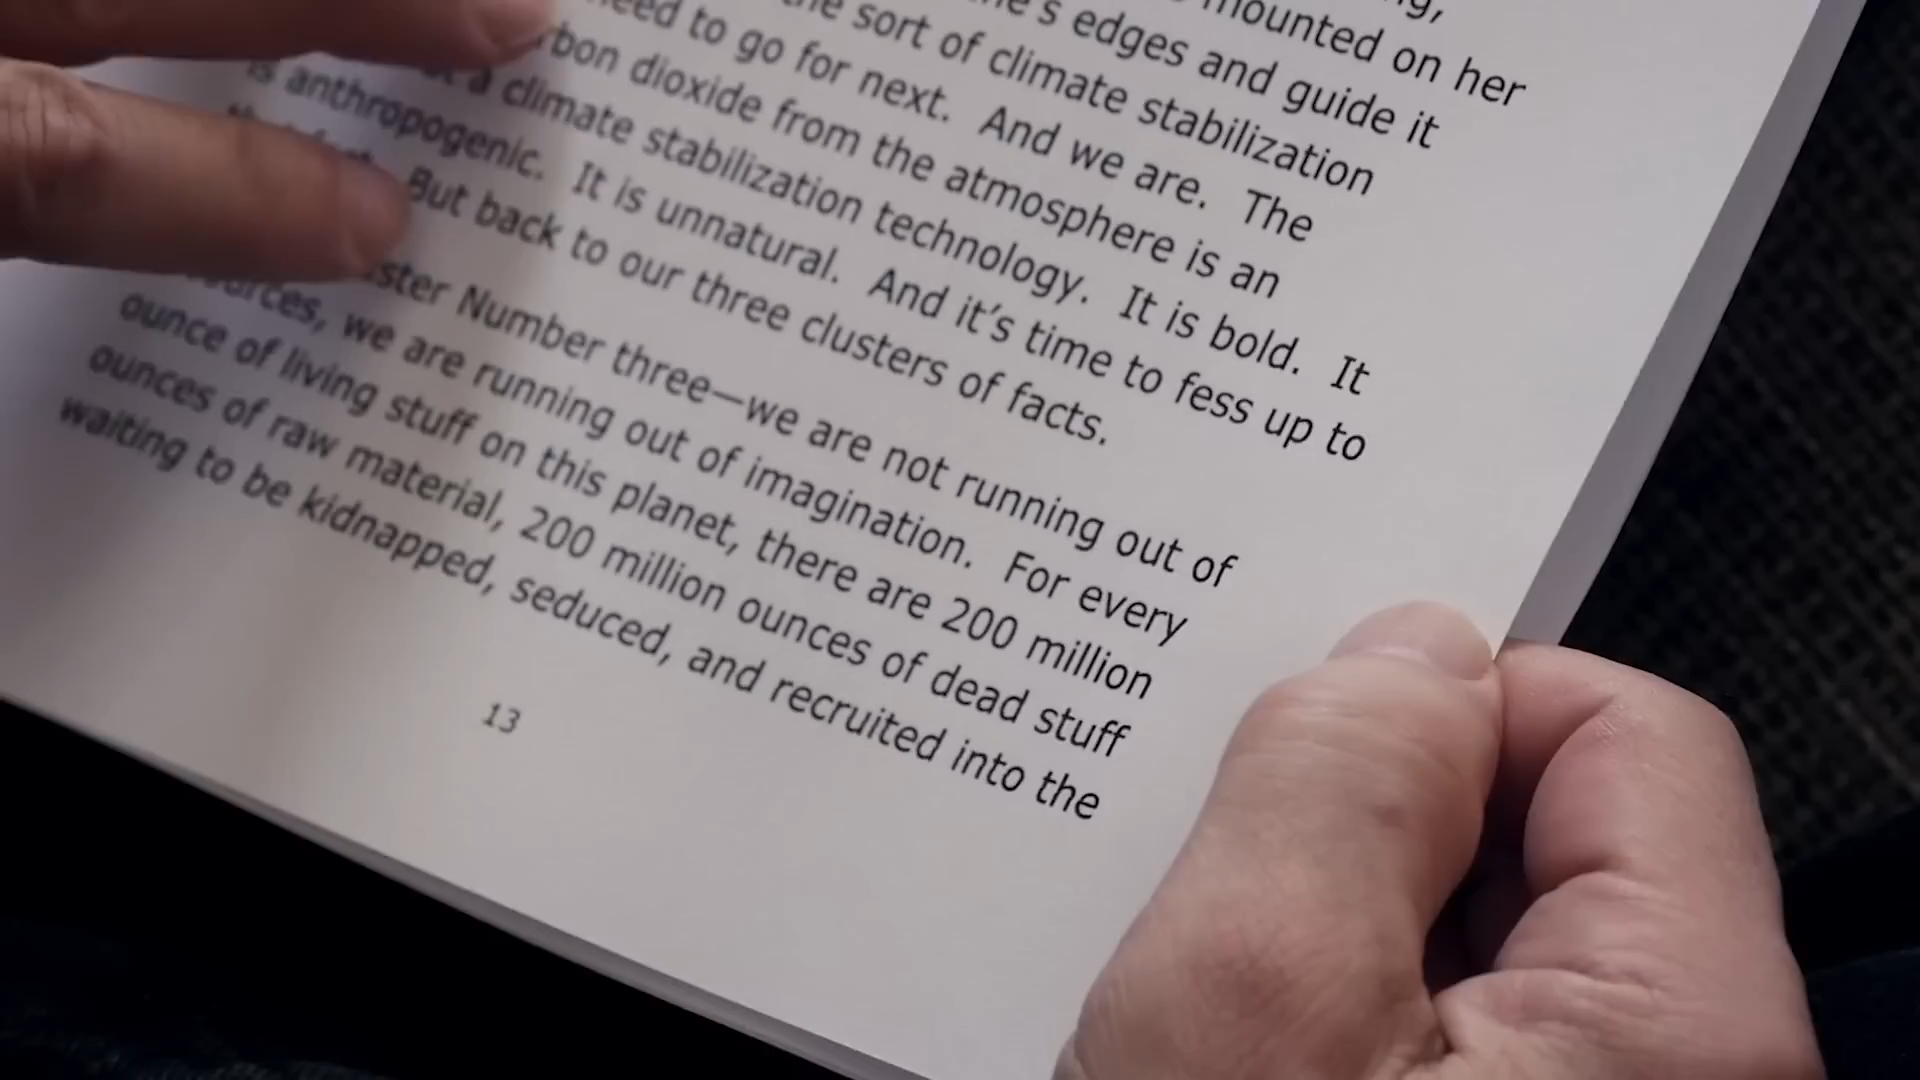 mounted on her
edges and guide it
the sort of climate stabilization
need to go for next. And we are. The
dioxide from the atmosphere is an
a climate stabilization technology. It is bold. It
is anthropogenic. It is unnatural. And it's time to fess up to
But back to our three clusters of facts.
Number three—we are not running out of
we are running out of imagination. For every
ounce of living stuff on this planet, there are 200 million
ounces of raw material, 200 million ounces of dead stuff
waiting to be kidnapped, seduced, and recruited into the
13